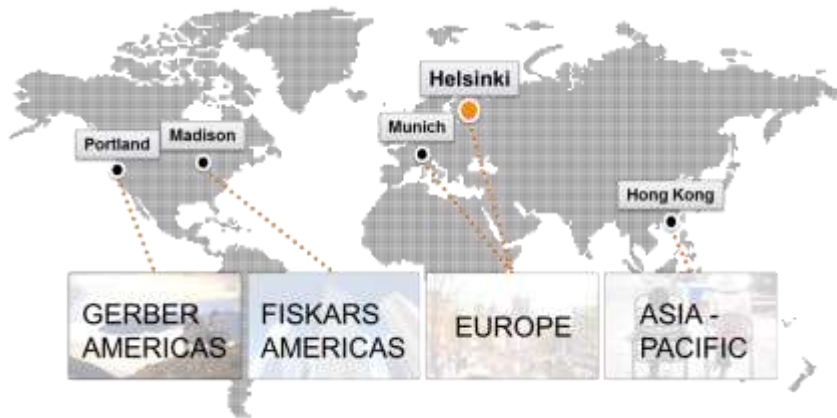 Helsinki
Portland
Madison
Munich
Hong Kong
GERBER
AMERICAS
FISKARS
AMERICAS
EUROPE
ASIA -
PACIFIC